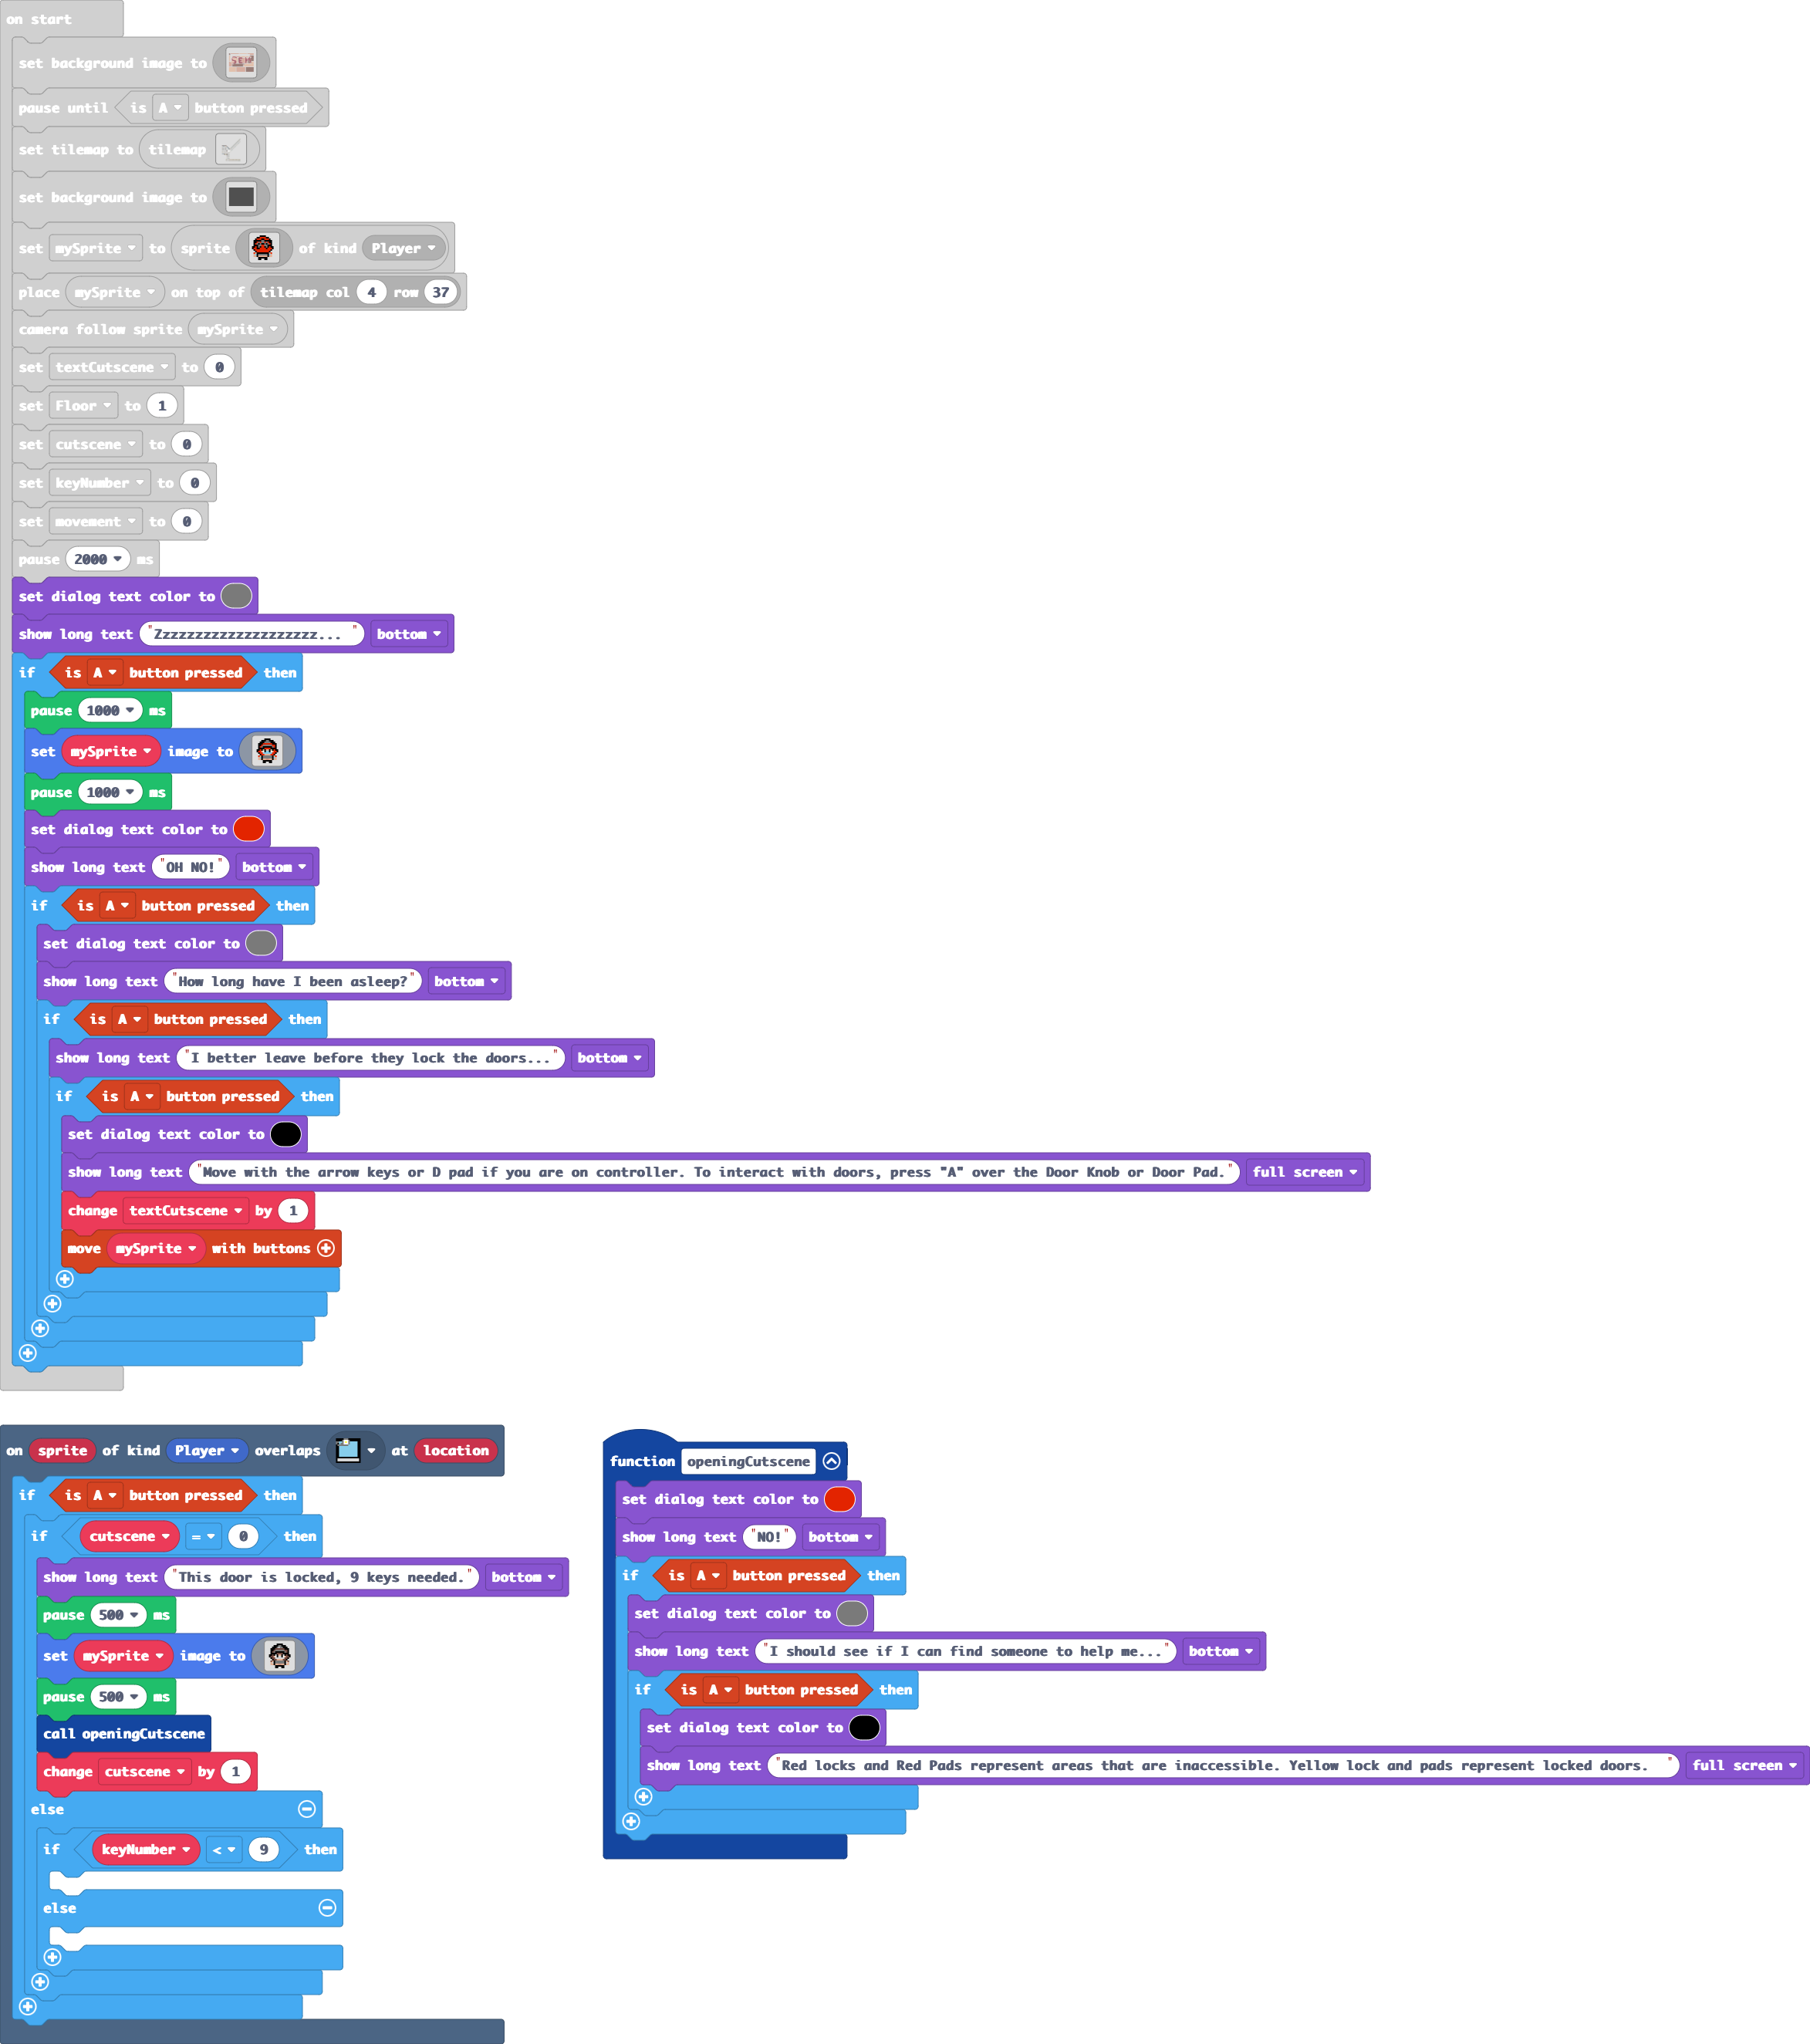 on start
set background image to
pause until is A button pressed
set tilemap to tilemap
set background image to
set mySprite to sprite of kind Player
place mySprite on top of tilemap col 4 row 37
camera follow sprite mySprite
set textCutscene to 0
set Floor to 1
set cutscene to 0
set keyNumber to 0
set movement to 0
pause 2000 ms
set dialog text color to
show long text "Zzzzzzzzzzzzzzzzzzzz... " bottom
if is A button pressed then
pause 1000 ms
set mySprite image to
pause 1000 ms
set dialog text color to
show long text "OH NO!" bottom
if is A button pressed then
set dialog text color to
show long text "How long have I been asleep?" bottom
if is A button pressed then
show long text "I better leave before they lock the doors..." bottom
if is A button pressed then
set dialog text color to
show long text "Move with the arrow keys or D pad if you are on controller. To interact with doors, press "A" over the Door Knob or Door Pad." full screen
change textCutscene by 1
move mySprite with buttons
on sprite of kind Player overlaps at location
if is A button pressed then
if cutscene = 0 then
show long text "This door is locked, 9 keys needed." bottom
pause 500 ms
set mySprite image to
pause 500 ms
call openingCutscene
change cutscene by 1
else
if keyNumber < 9 then
else
function openingCutscene
set dialog text color to
show long text "NO!" bottom
if is A button pressed then
set dialog text color to
show long text "I should see if I can find someone to help me..." bottom
if is A button pressed then
set dialog text color to
show long text "Red locks and Red Pads represent areas that are inaccessible. Yellow lock and pads represent locked doors. " full screen